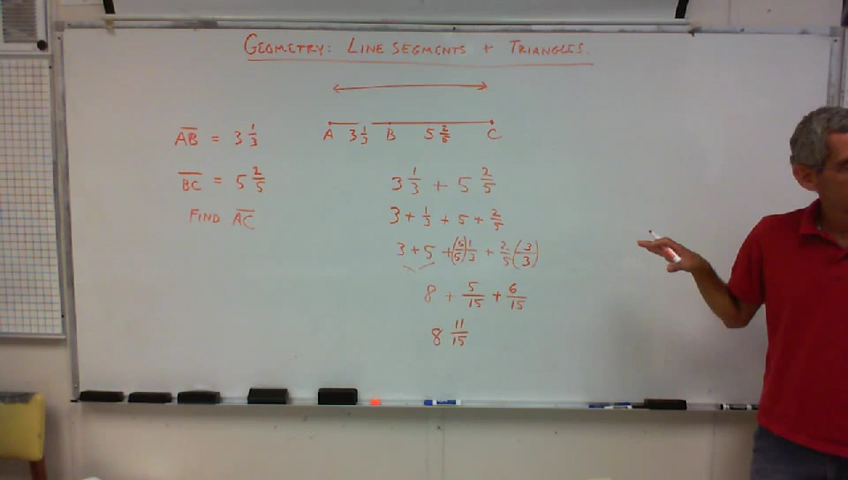 GEOMETRY: LINE SEGMENTS + TRIANGLES.
A 3 1/3 B 5 2/5 C
AB = 3 1/3
BC = 5 2/5
FIND AC
3 1/3 + 5 2/5
3 + 1/3 + 5 + 2/5
3 + 5 + (5/5) 1/3 + 2/5 (3/3)
8 + 5/15 + 6/15
8 11/15